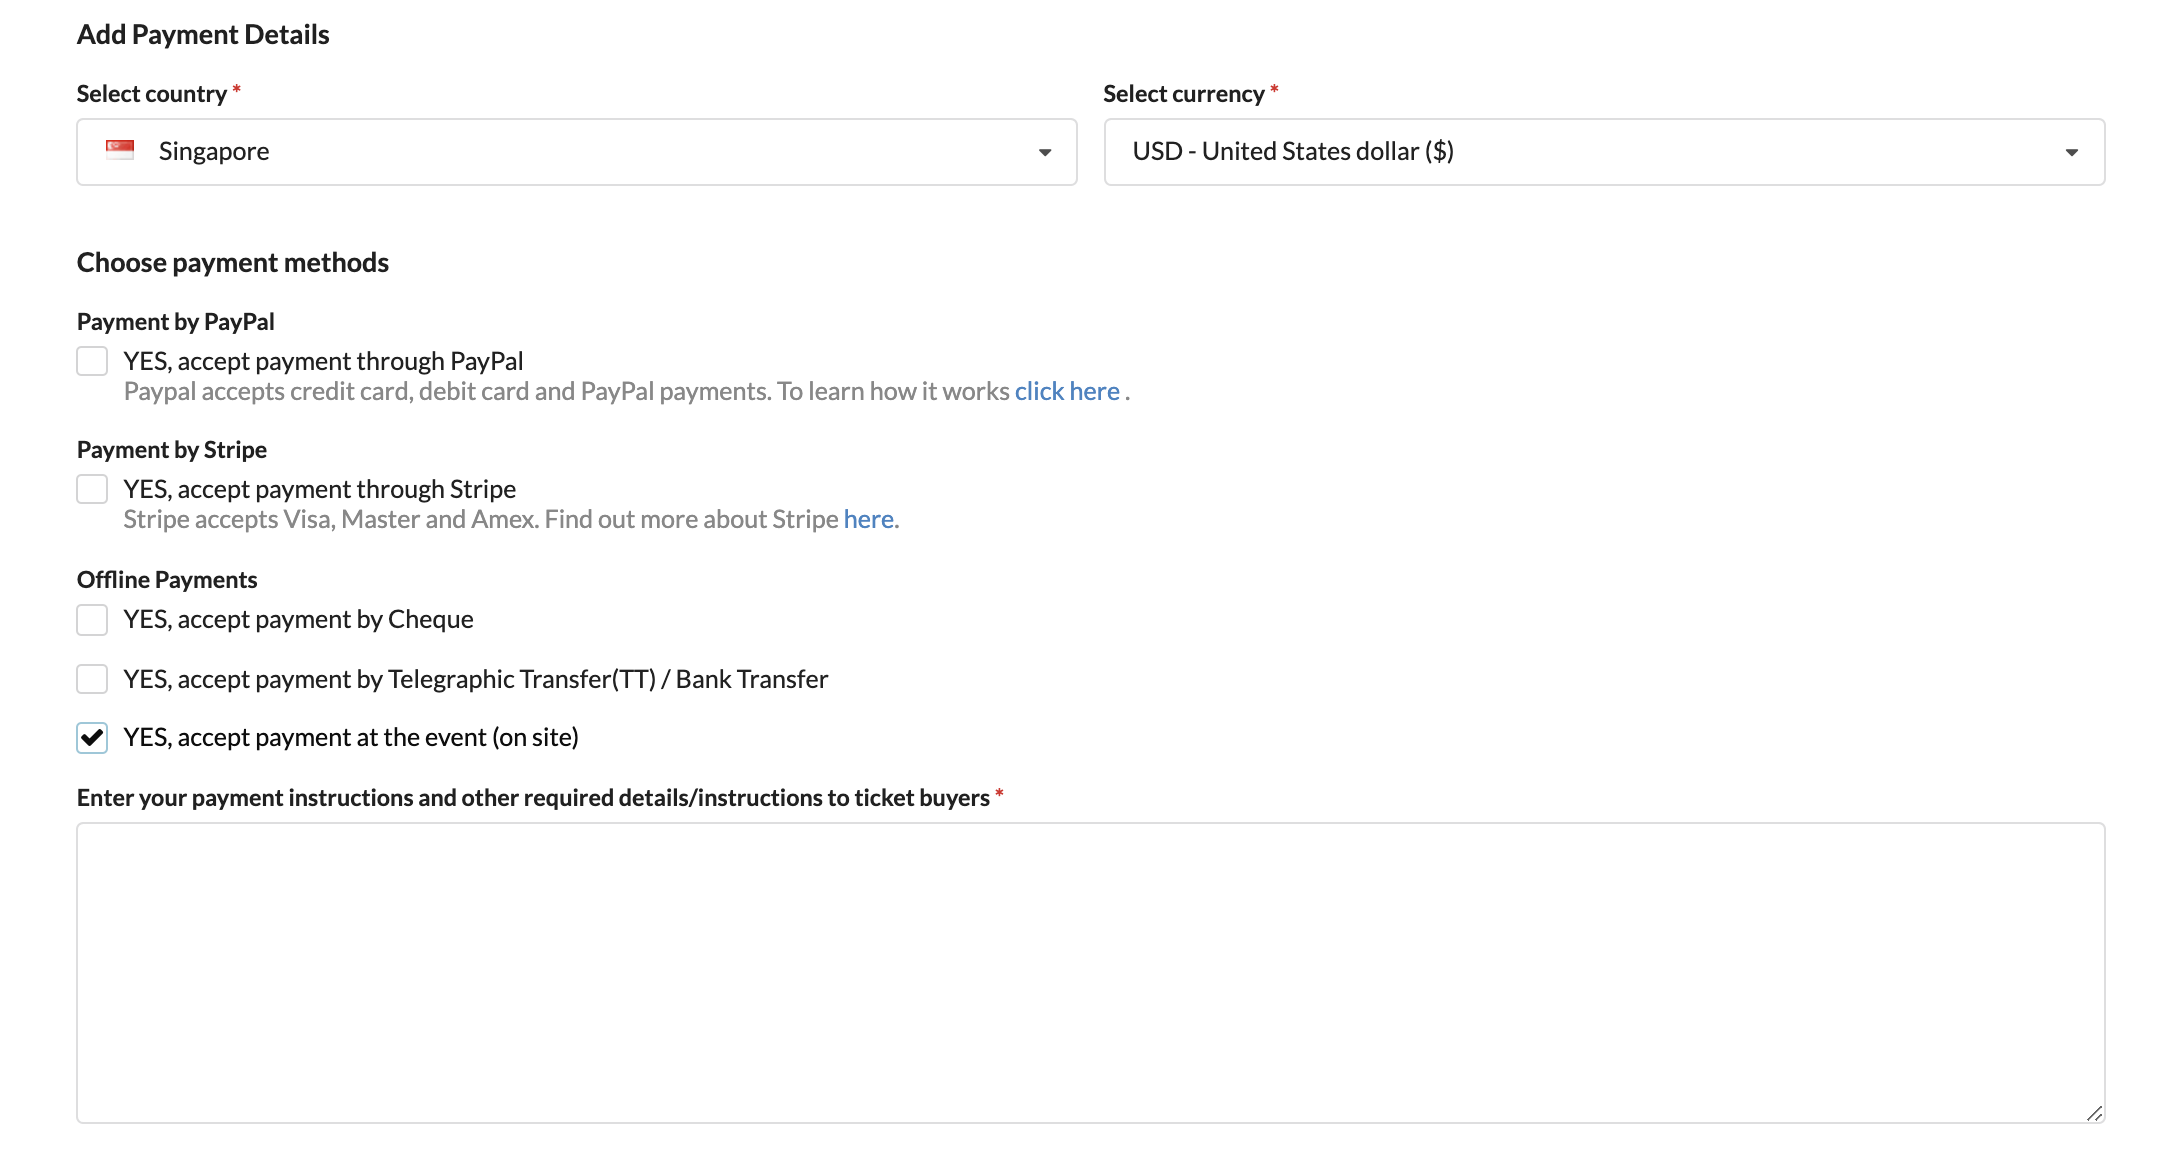 Add Payment Details
Select country *
Select currency *
Singapore
USD - United States dollar ($)
Choose payment methods
Payment by PayPal
YES, accept payment through PayPal
Paypal accepts credit card, debit card and PayPal payments. To learn how it works click here .
Payment by Stripe
YES, accept payment through Stripe
Stripe accepts Visa, Master and Amex. Find out more about Stripe here.
Offline Payments
YES, accept payment by Cheque
YES, accept payment by Telegraphic Transfer(TT) / Bank Transfer
YES, accept payment at the event (on site)
Enter your payment instructions and other required details/instructions to ticket buyers *